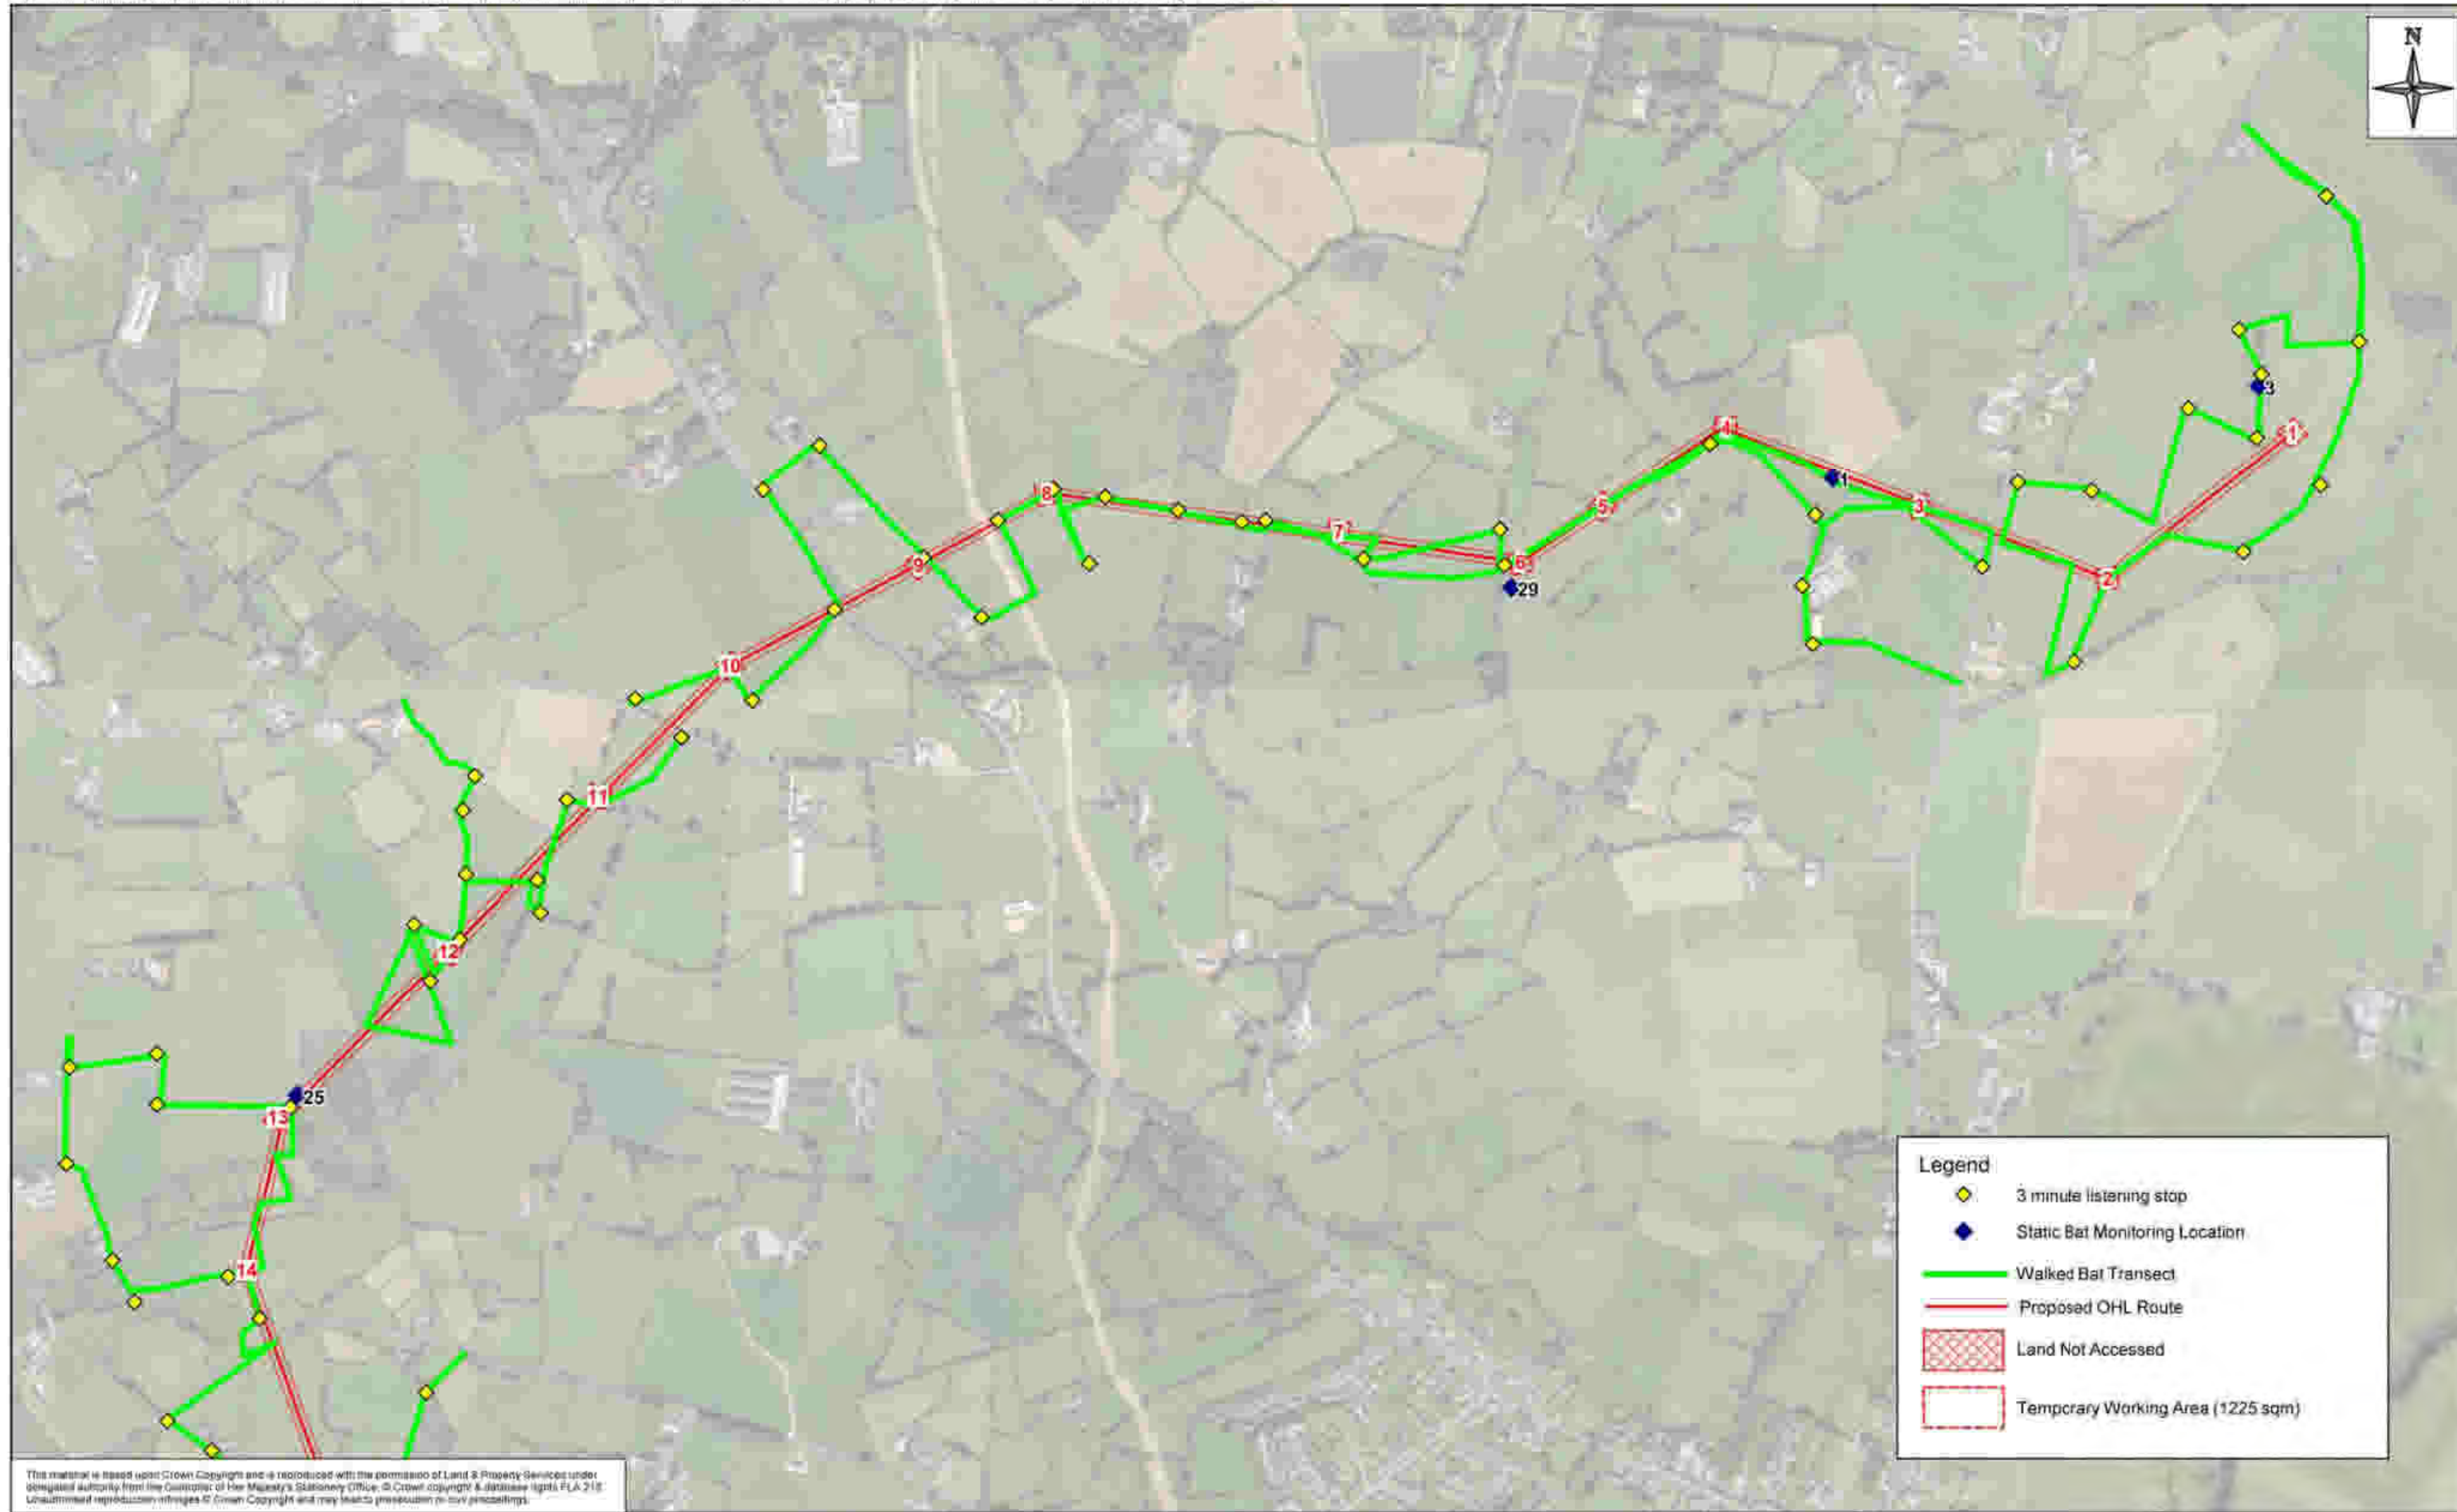 N
3
1
4
1
3
8
5
7
6
2
9
29
10
11
12
25
13
14
Legend
3 minute listening stop
Static Bat Monitoring Location
Walked Bat Transect
Proposed OHL Route
Land Not Accessed
Temporary Working Area (1225 sqm)
This material is based upon Crown Copyright and is reproduced with the permission of Land & Property Services under
delegated authority from the Controller of Her Majesty's Stationery Office, © Crown copyright & database rights
Unauthorised reproduction infringes © Crown Copyright and may lead to prosecution or civil proceedings.